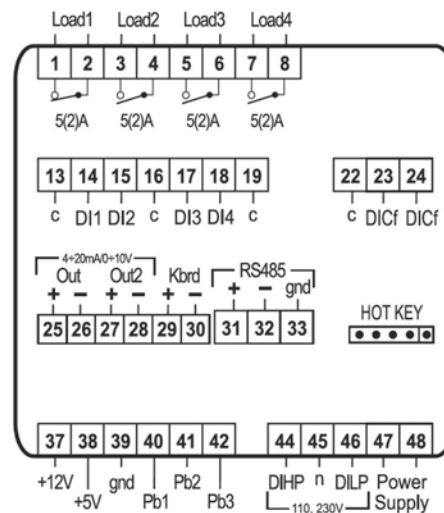 Load1 Load2 Load3 Load4
1 2 3 4 5 6 7 8
5(2)A 5(2)A 5(2)A 5(2)A
13 14 15 16 17 18 19 22 23 24
c DI1 DI2 c DI3 DI4 c c DICf DICf
4÷20mA/0÷10V
Out Out2 Kbrd RS485
+ − + − + − + − gnd
25 26 27 28 29 30 31 32 33
HOT KEY
37 38 39 40 41 42 44 45 46 47 48
+12V gnd Pb2 DIHP n DILP Power
+5V Pb1 Pb3 110, 230V Supply